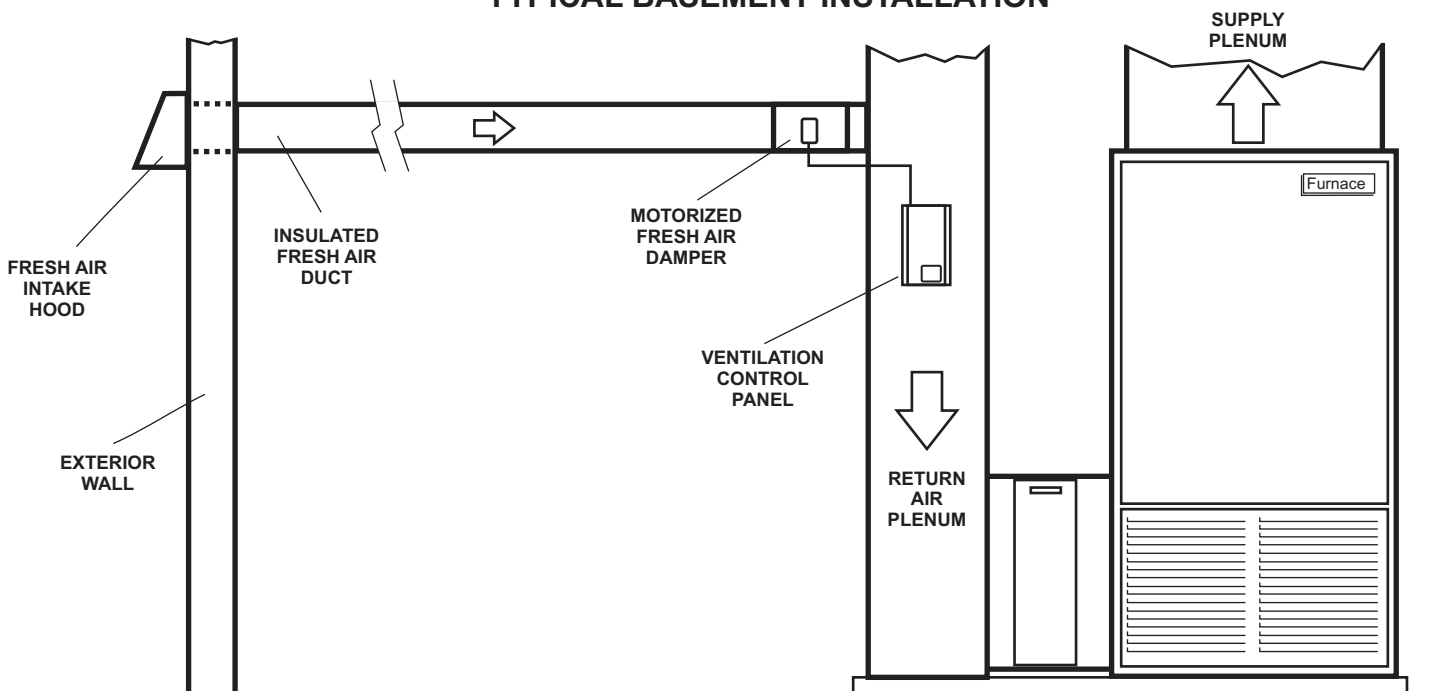 TYPICAL BASEMENT INSTALLATION
SUPPLY
PLENUM
Furnace
MOTORIZED
FRESH AIR
DAMPER
INSULATED
FRESH AIR
DUCT
FRESH AIR
INTAKE
HOOD
VENTILATION
CONTROL
PANEL
EXTERIOR
WALL
RETURN
AIR
PLENUM